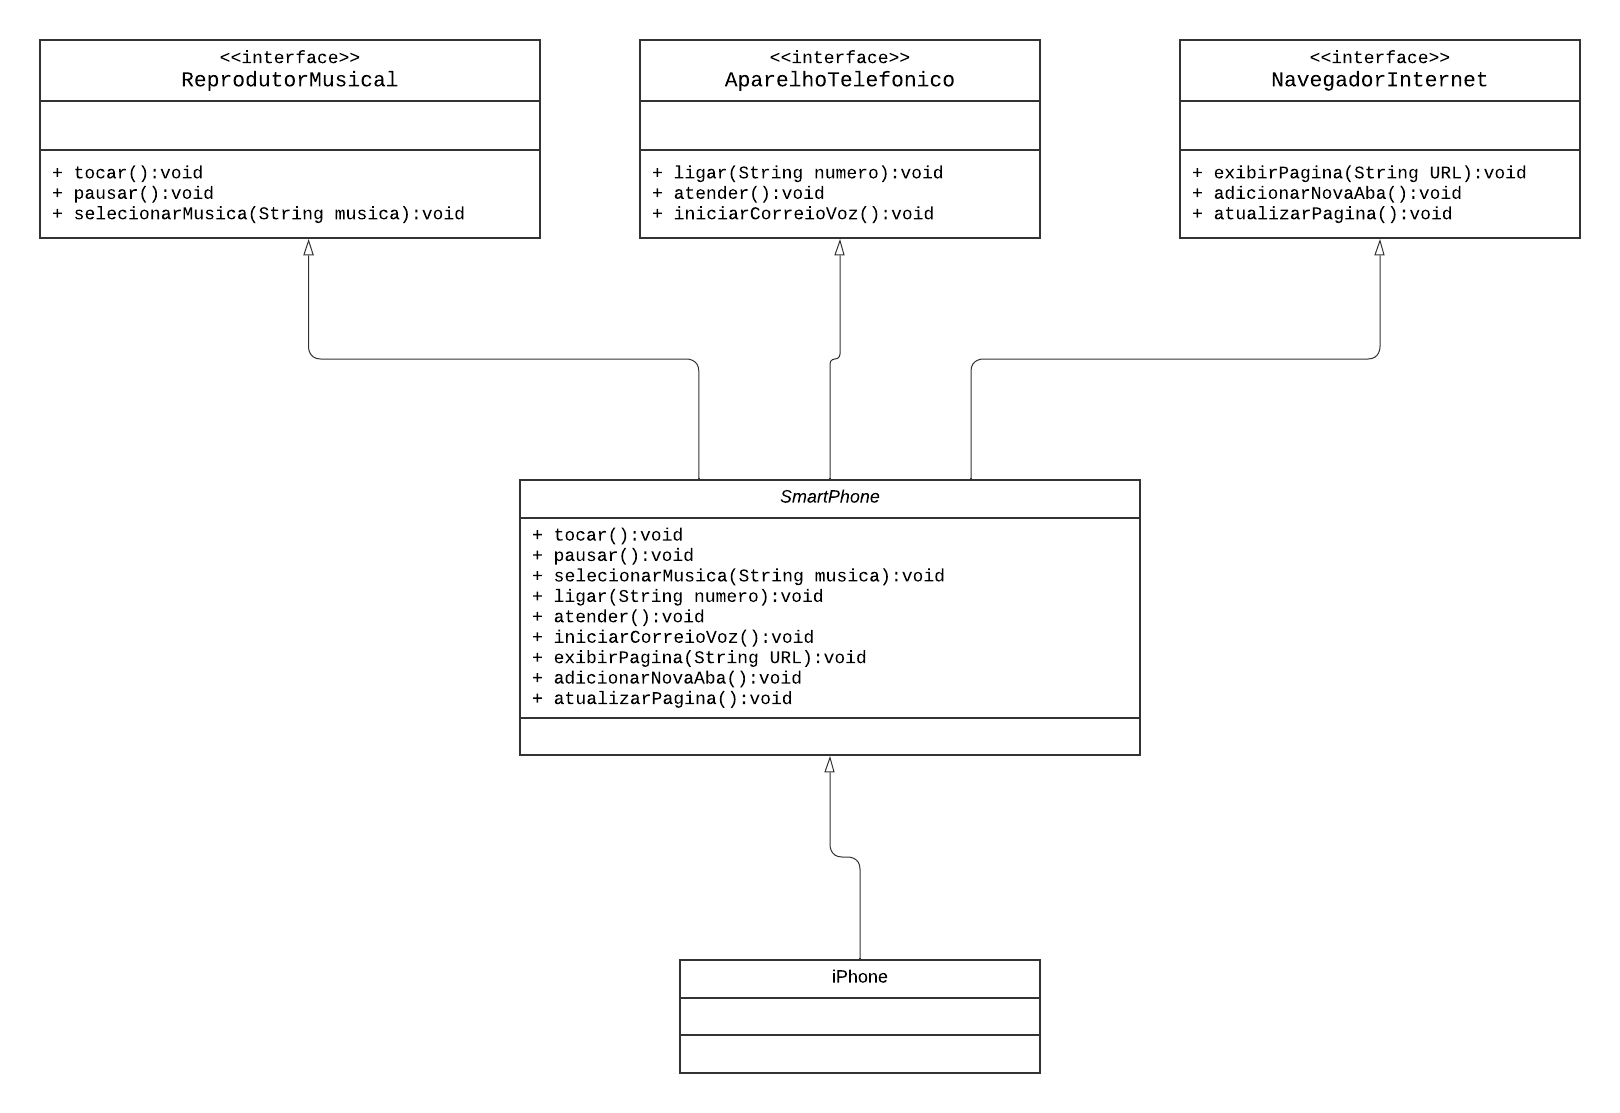 <<interface>>
ReprodutorMusical
+ tocar():void
+ pausar():void
+ selecionarMusica(String musica):void
<<interface>>
AparelhoTelefonico
+ ligar(String numero):void
+ atender():void
+ iniciarCorreioVoz():void
<<interface>>
NavegadorInternet
+ exibirPagina(String URL):void
+ adicionarNovaAba():void
+ atualizarPagina():void
SmartPhone
+ tocar():void
+ pausar():void
+ selecionarMusica(String musica):void
+ ligar(String numero):void
+ atender():void
+ iniciarCorreioVoz():void
+ exibirPagina(String URL):void
+ adicionarNovaAba():void
+ atualizarPagina():void
iPhone